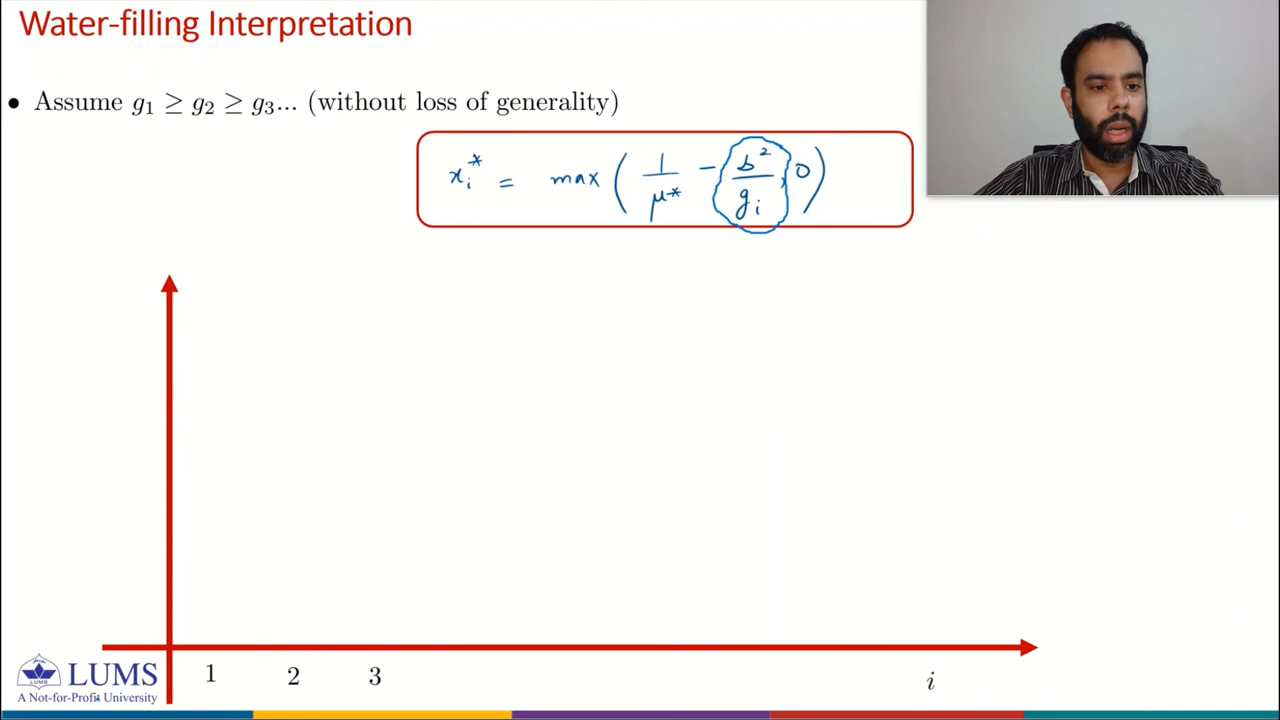 Water-filling Interpretation
• Assume g₁ ≥ g₂ ≥ g₃... (without loss of generality)
xᵢ* = max ( 1/μ* − b²/gᵢ, 0 )
1 2 3 i
LUMS
LUMS
A Not-for-Profit University